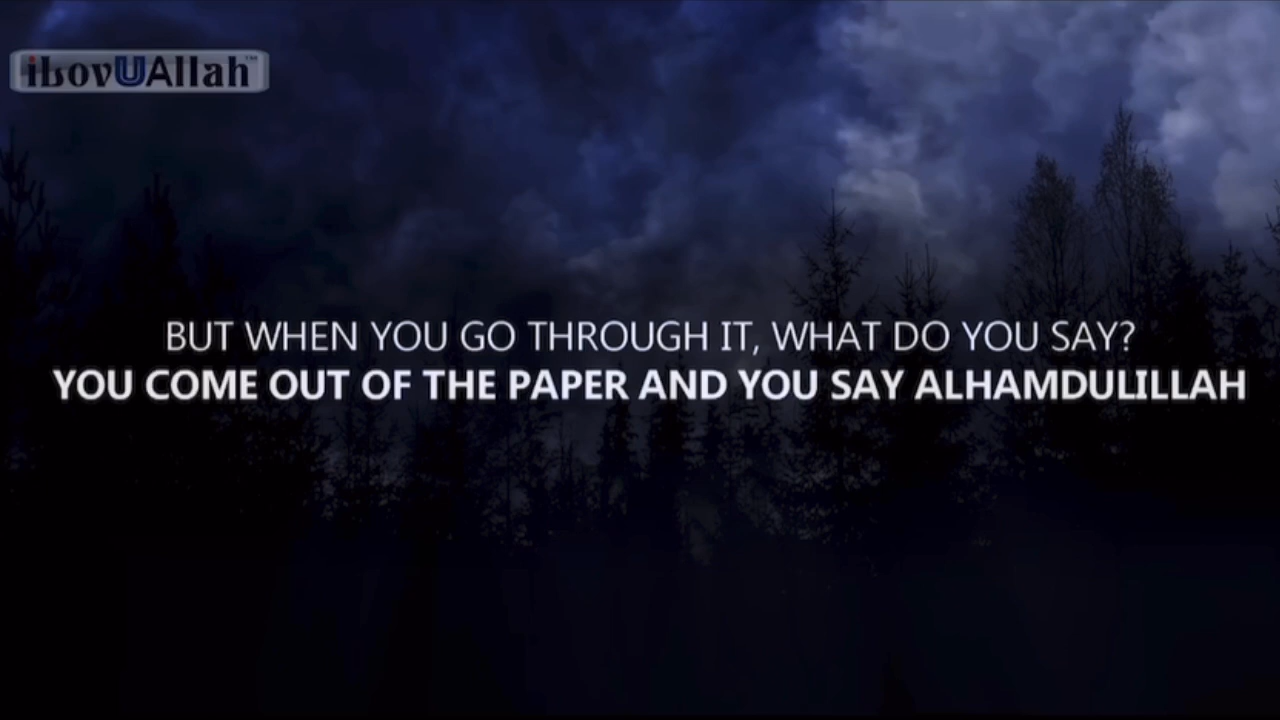 iLovUAllah™
BUT WHEN YOU GO THROUGH IT, WHAT DO YOU SAY?
YOU COME OUT OF THE PAPER AND YOU SAY ALHAMDULILLAH